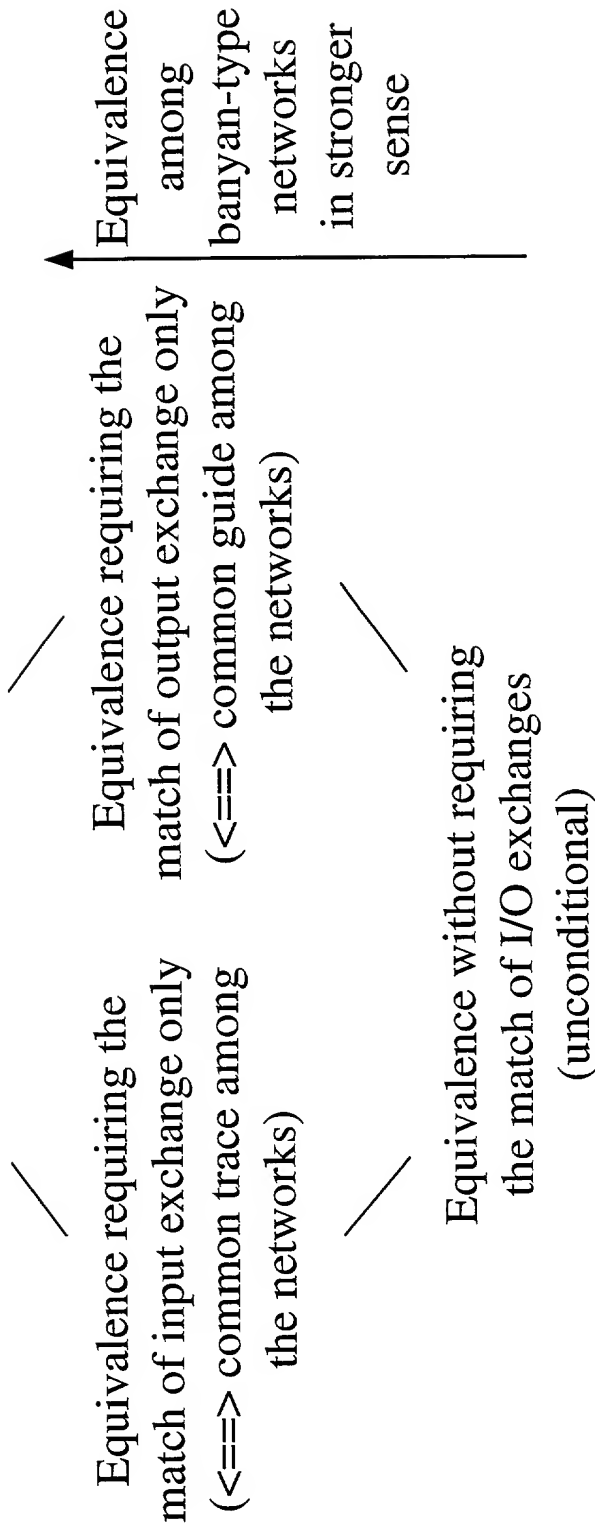 Equivalence requiring the
match of input exchange only
(<==> common trace among
the networks)
Equivalence requiring the
match of output exchange only
(<==> common guide among
the networks)
Equivalence without requiring
the match of I/O exchanges
(unconditional)
Equivalence
among
banyan-type
networks
in stronger
sense